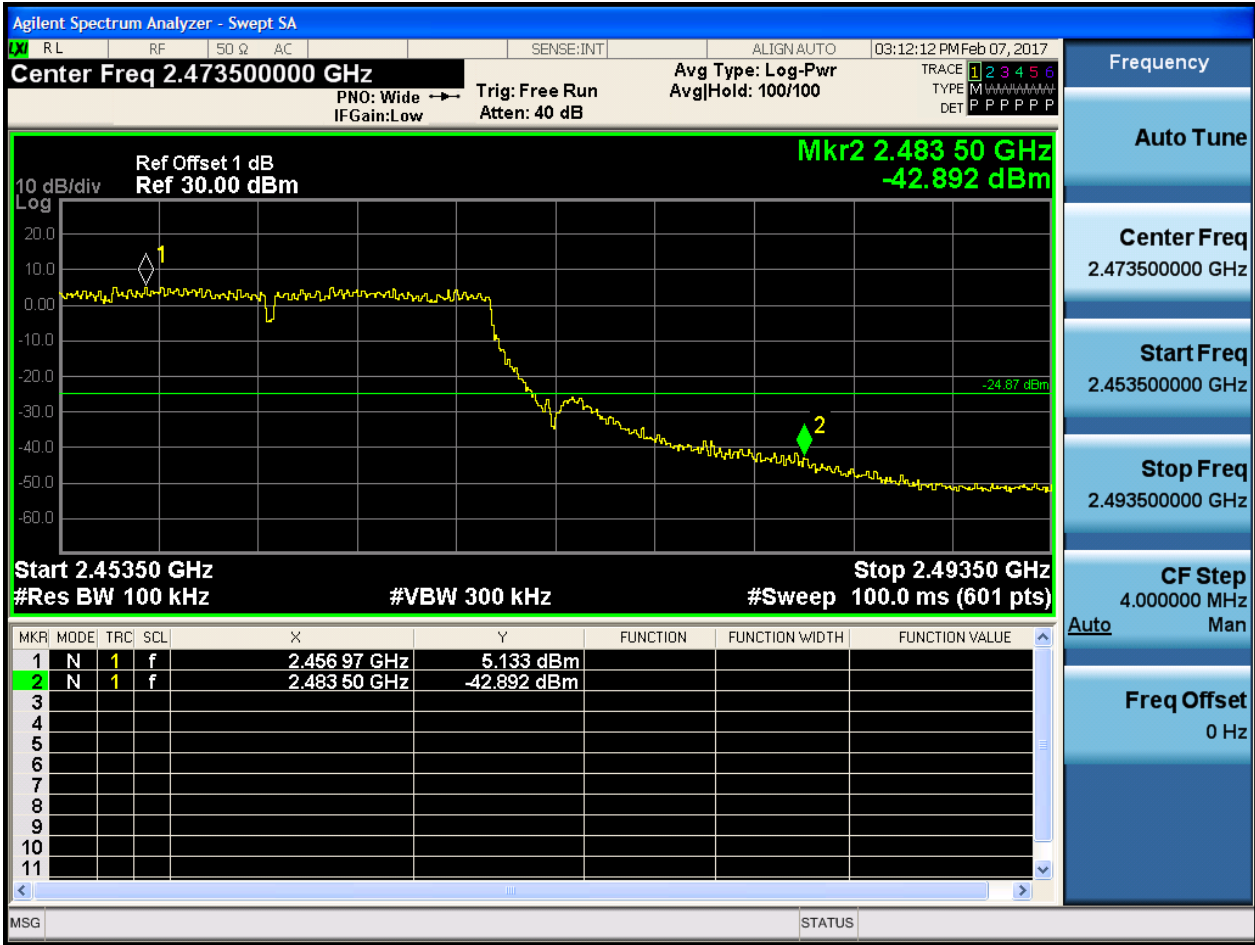 Agilent Spectrum Analyzer - Swept SA
LXI RL RF 50 Ω AC SENSE:INT ALIGN AUTO 03:12:12 PM Feb 07, 2017
Center Freq 2.473500000 GHz
PNO: Wide
IFGain:Low
Trig: Free Run
Atten: 40 dB
Avg Type: Log-Pwr
Avg|Hold: 100/100
TRACE 1 2 3 4 5 6
TYPE M WWWWW
DET P P P P P P
Mkr2 2.483 50 GHz
-42.892 dBm
Ref Offset 1 dB
10 dB/div Ref 30.00 dBm
Log
20.0
10.0
0.00
-10.0
-20.0
-30.0
-40.0
-50.0
-60.0
1
-24.87 dBm
2
Start 2.45350 GHz Stop 2.49350 GHz
#Res BW 100 kHz #VBW 300 kHz #Sweep 100.0 ms (601 pts)
MKR MODE TRC SCL X Y FUNCTION FUNCTION WIDTH FUNCTION VALUE
1 N 1 f 2.456 97 GHz 5.133 dBm
2 N 1 f 2.483 50 GHz -42.892 dBm
3
4
5
6
7
8
9
10
11
MSG STATUS
Frequency
Auto Tune
Center Freq
2.473500000 GHz
Start Freq
2.453500000 GHz
Stop Freq
2.493500000 GHz
CF Step
4.000000 MHz
Auto Man
Freq Offset
0 Hz